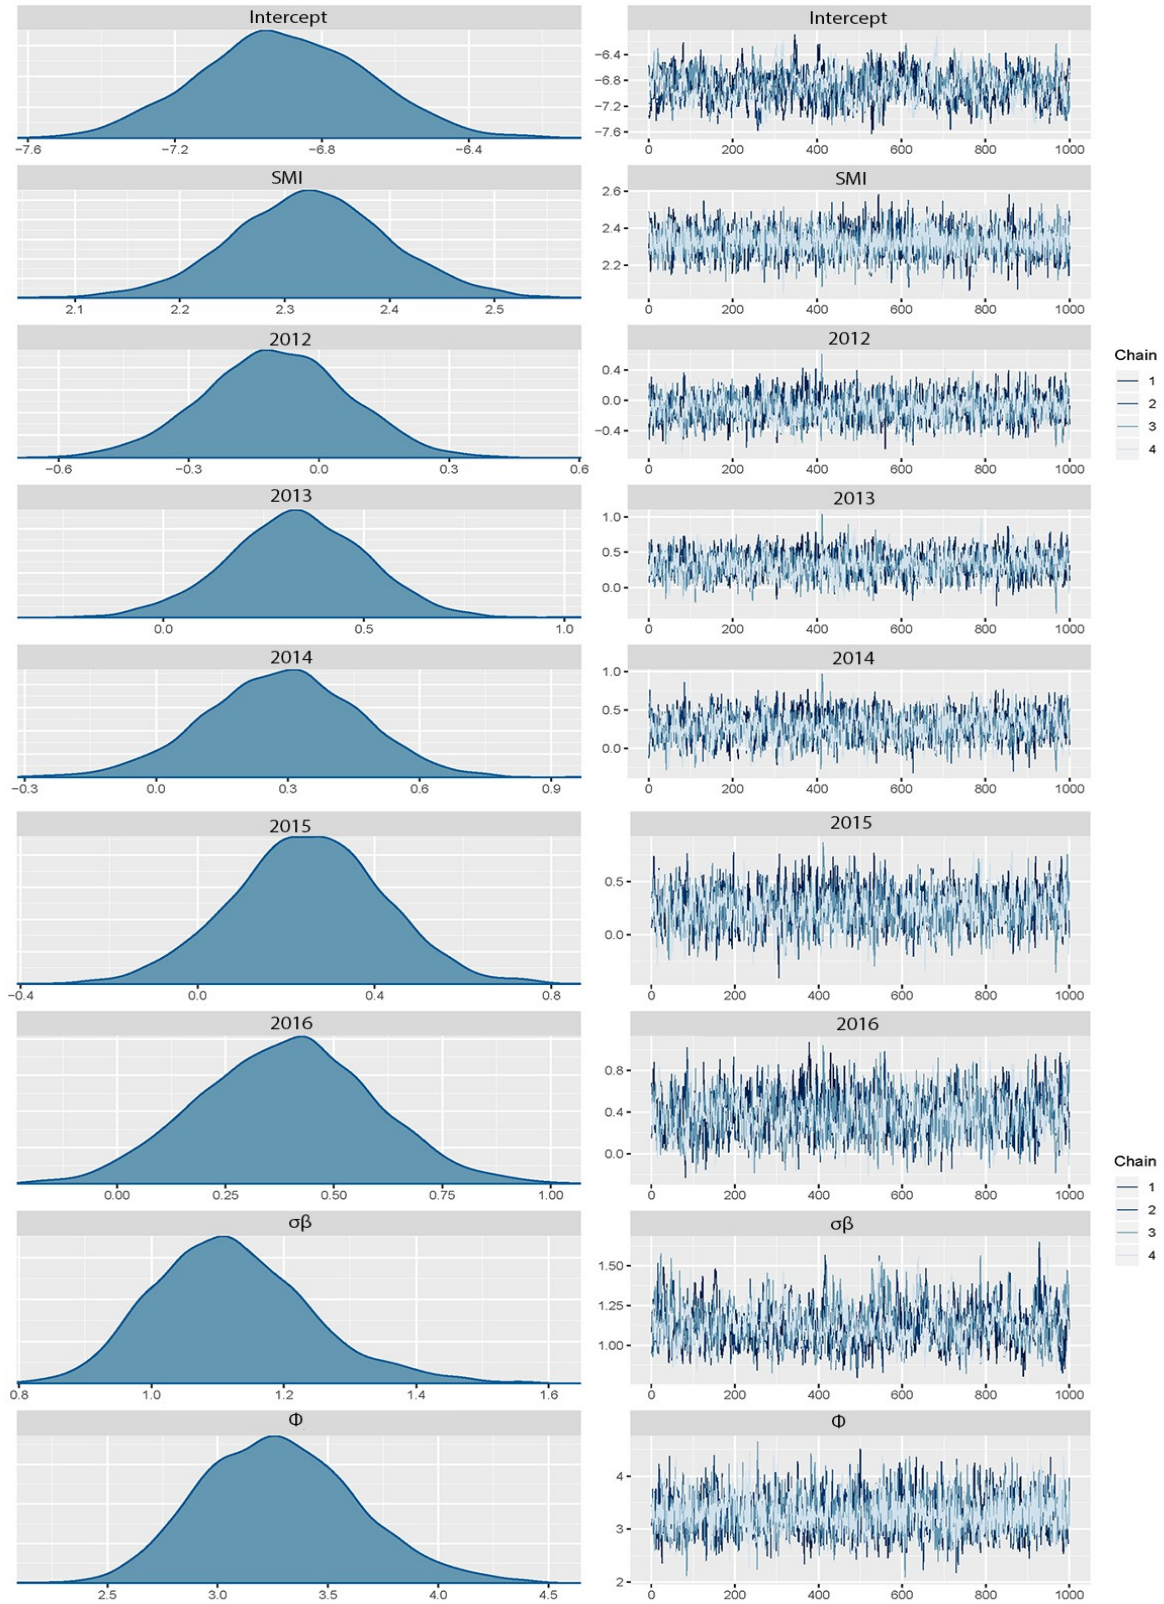 Intercept
Intercept
−7.6 −7.2 −6.8 −6.4
−6.4
−6.8
−7.2
−7.6
0 200 400 600 800 1000
SMI
SMI
2.1 2.2 2.3 2.4 2.5
2.6
2.4
2.2
0 200 400 600 800 1000
2012
2012
−0.6 −0.3 0.0 0.3 0.6
0.4
0.0
−0.4
0 200 400 600 800 1000
Chain
1
2
3
4
2013
2013
0.0 0.5 1.0
1.0
0.5
0.0
0 200 400 600 800 1000
2014
2014
−0.3 0.0 0.3 0.6 0.9
1.0
0.5
0.0
0 200 400 600 800 1000
2015
2015
−0.4 0.0 0.4 0.8
0.5
0.0
0 200 400 600 800 1000
2016
2016
0.00 0.25 0.50 0.75 1.00
0.8
0.4
0.0
0 200 400 600 800 1000
Chain
1
2
3
4
σβ
σβ
0.8 1.0 1.2 1.4 1.6
1.50
1.25
1.00
0 200 400 600 800 1000
Φ
Φ
2.5 3.0 3.5 4.0 4.5
4
3
2
0 200 400 600 800 1000